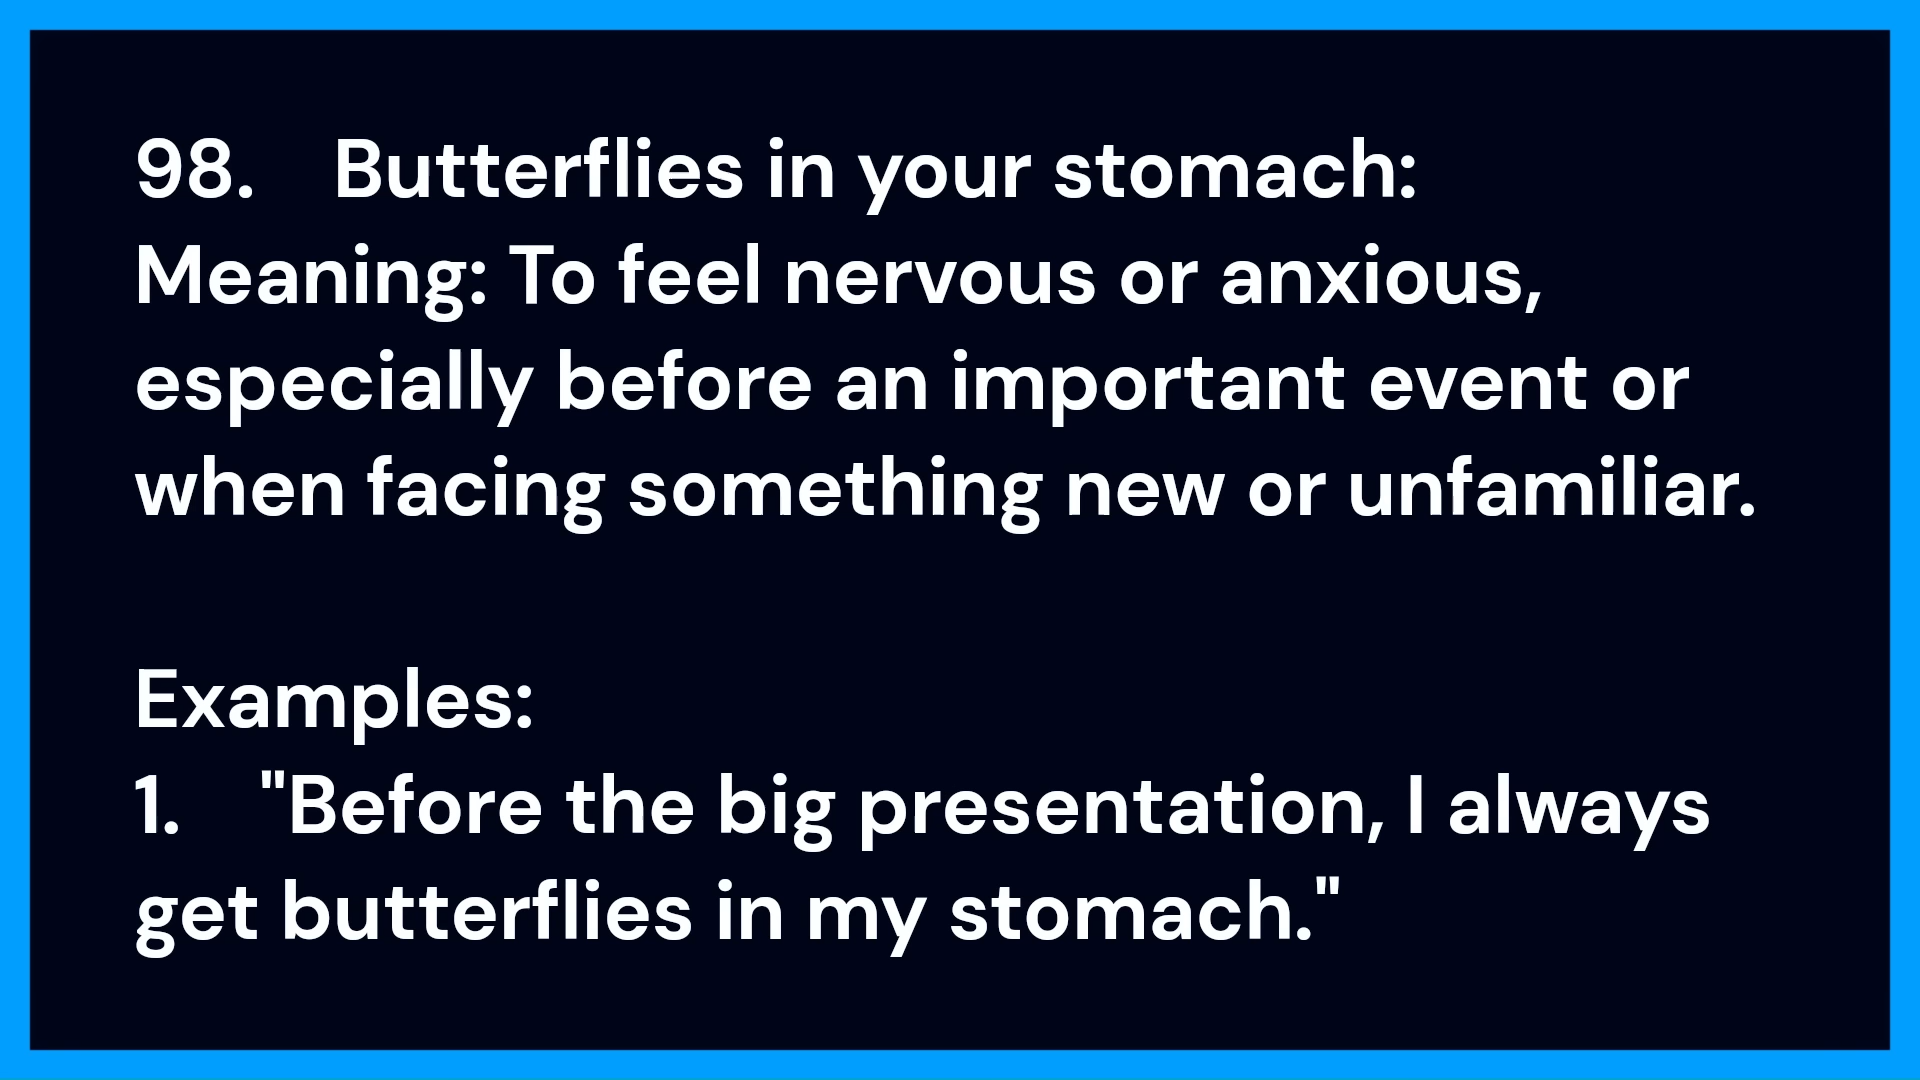 98. Butterflies in your stomach:
Meaning: To feel nervous or anxious,
especially before an important event or
when facing something new or unfamiliar.
Examples:
1. "Before the big presentation, I always
get butterflies in my stomach."